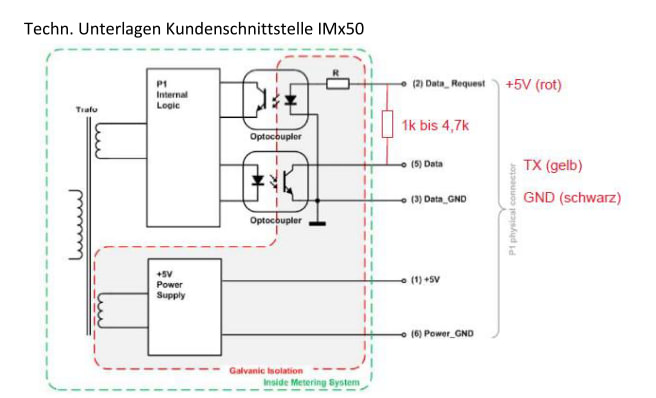 Techn. Unterlagen Kundenschnittstelle IMx50
P1
Internal
Logic
R
(2) Data_ Request
+5V (rot)
Trafo
Optocoupler
1k bis 4,7k
(5) Data
TX (gelb)
(3) Data_GND
GND (schwarz)
Optocoupler
P1 physical connector
+5V
Power
Supply
(1) +5V
(6) Power_GND
Galvanic Isolation
Inside Metering System